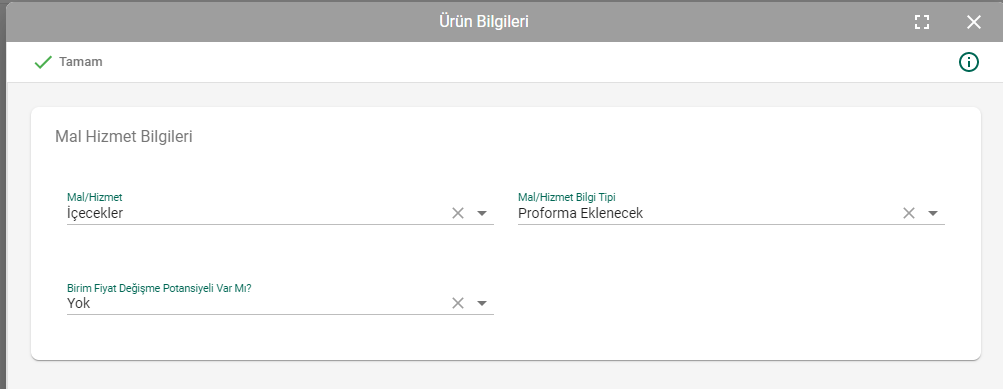 Ürün Bilgileri
Tamam
Mal Hizmet Bilgileri
Mal/Hizmet
İçecekler
Mal/Hizmet Bilgi Tipi
Proforma Eklenecek
Birim Fiyat Değişme Potansiyeli Var Mı?
Yok